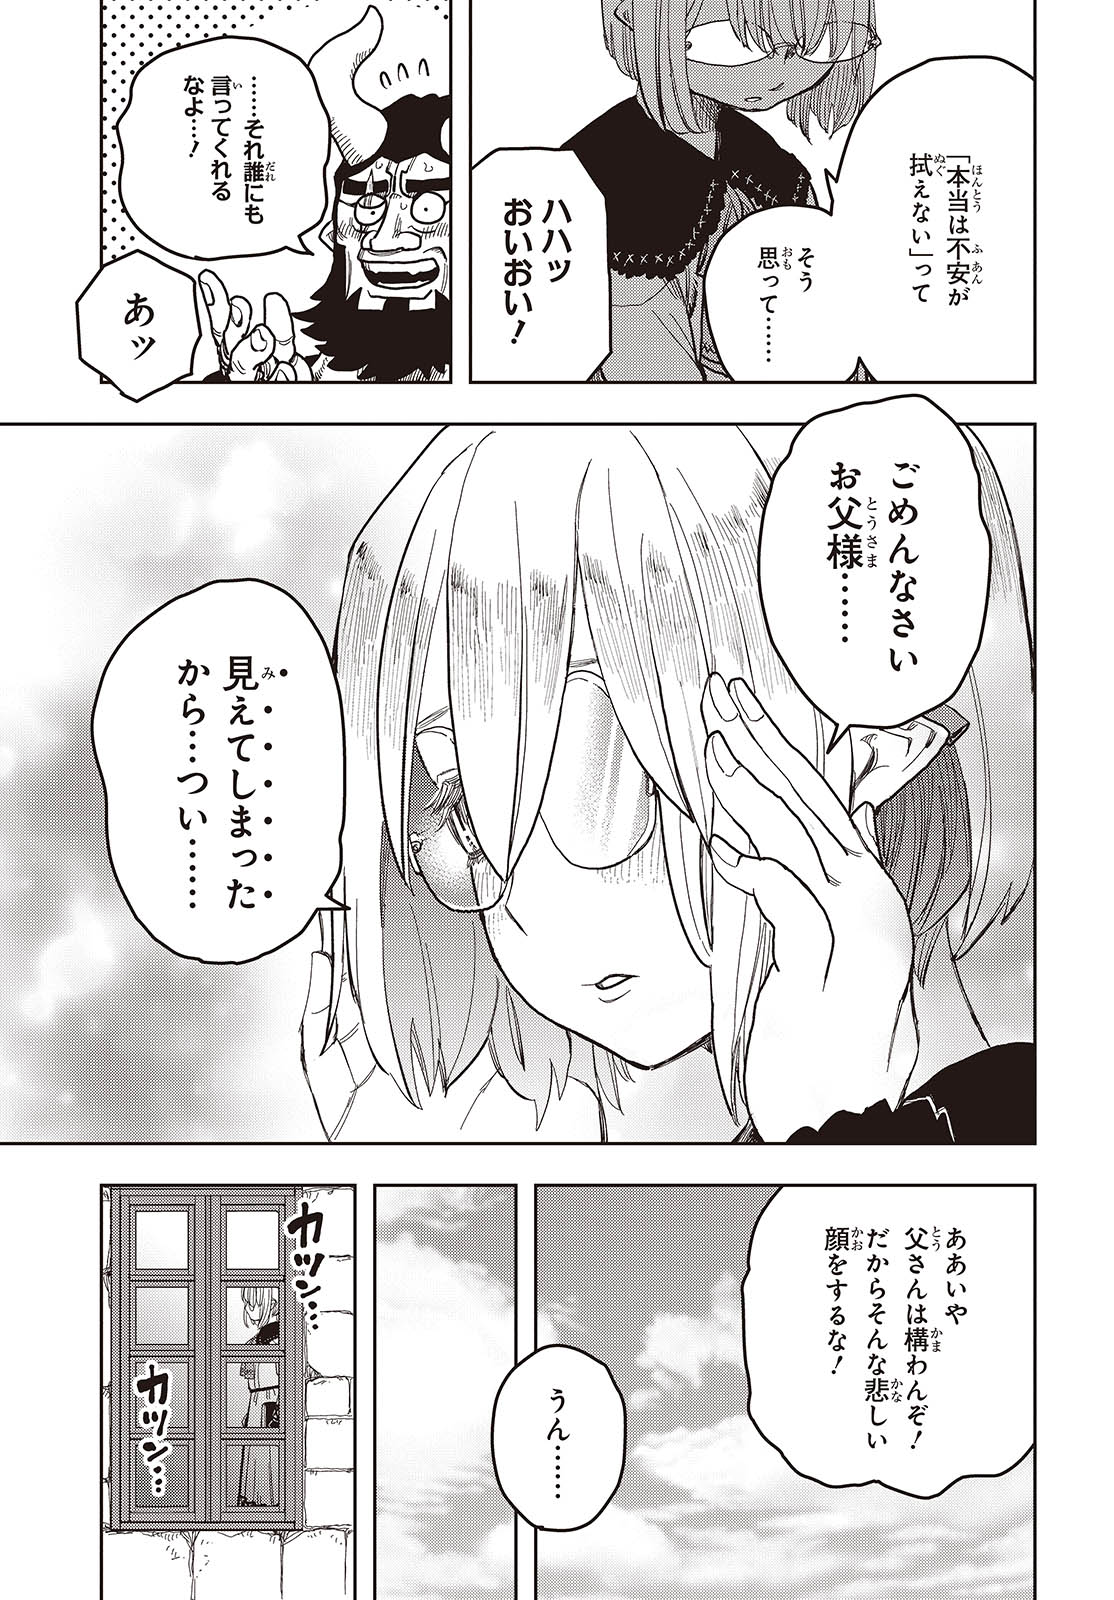 「本当は不安が
拭えない」って
そう
思って……
ハハッ
おいおい!
……それ誰にも
言ってくれる
なよ…!
あッ
ごめんなさい
お父様……
見えてしまった
から…つい……
ああいや
父さんは構わんぞ!
だからそんな悲しい
顔をするな!
うん……
カツン…
カツン…